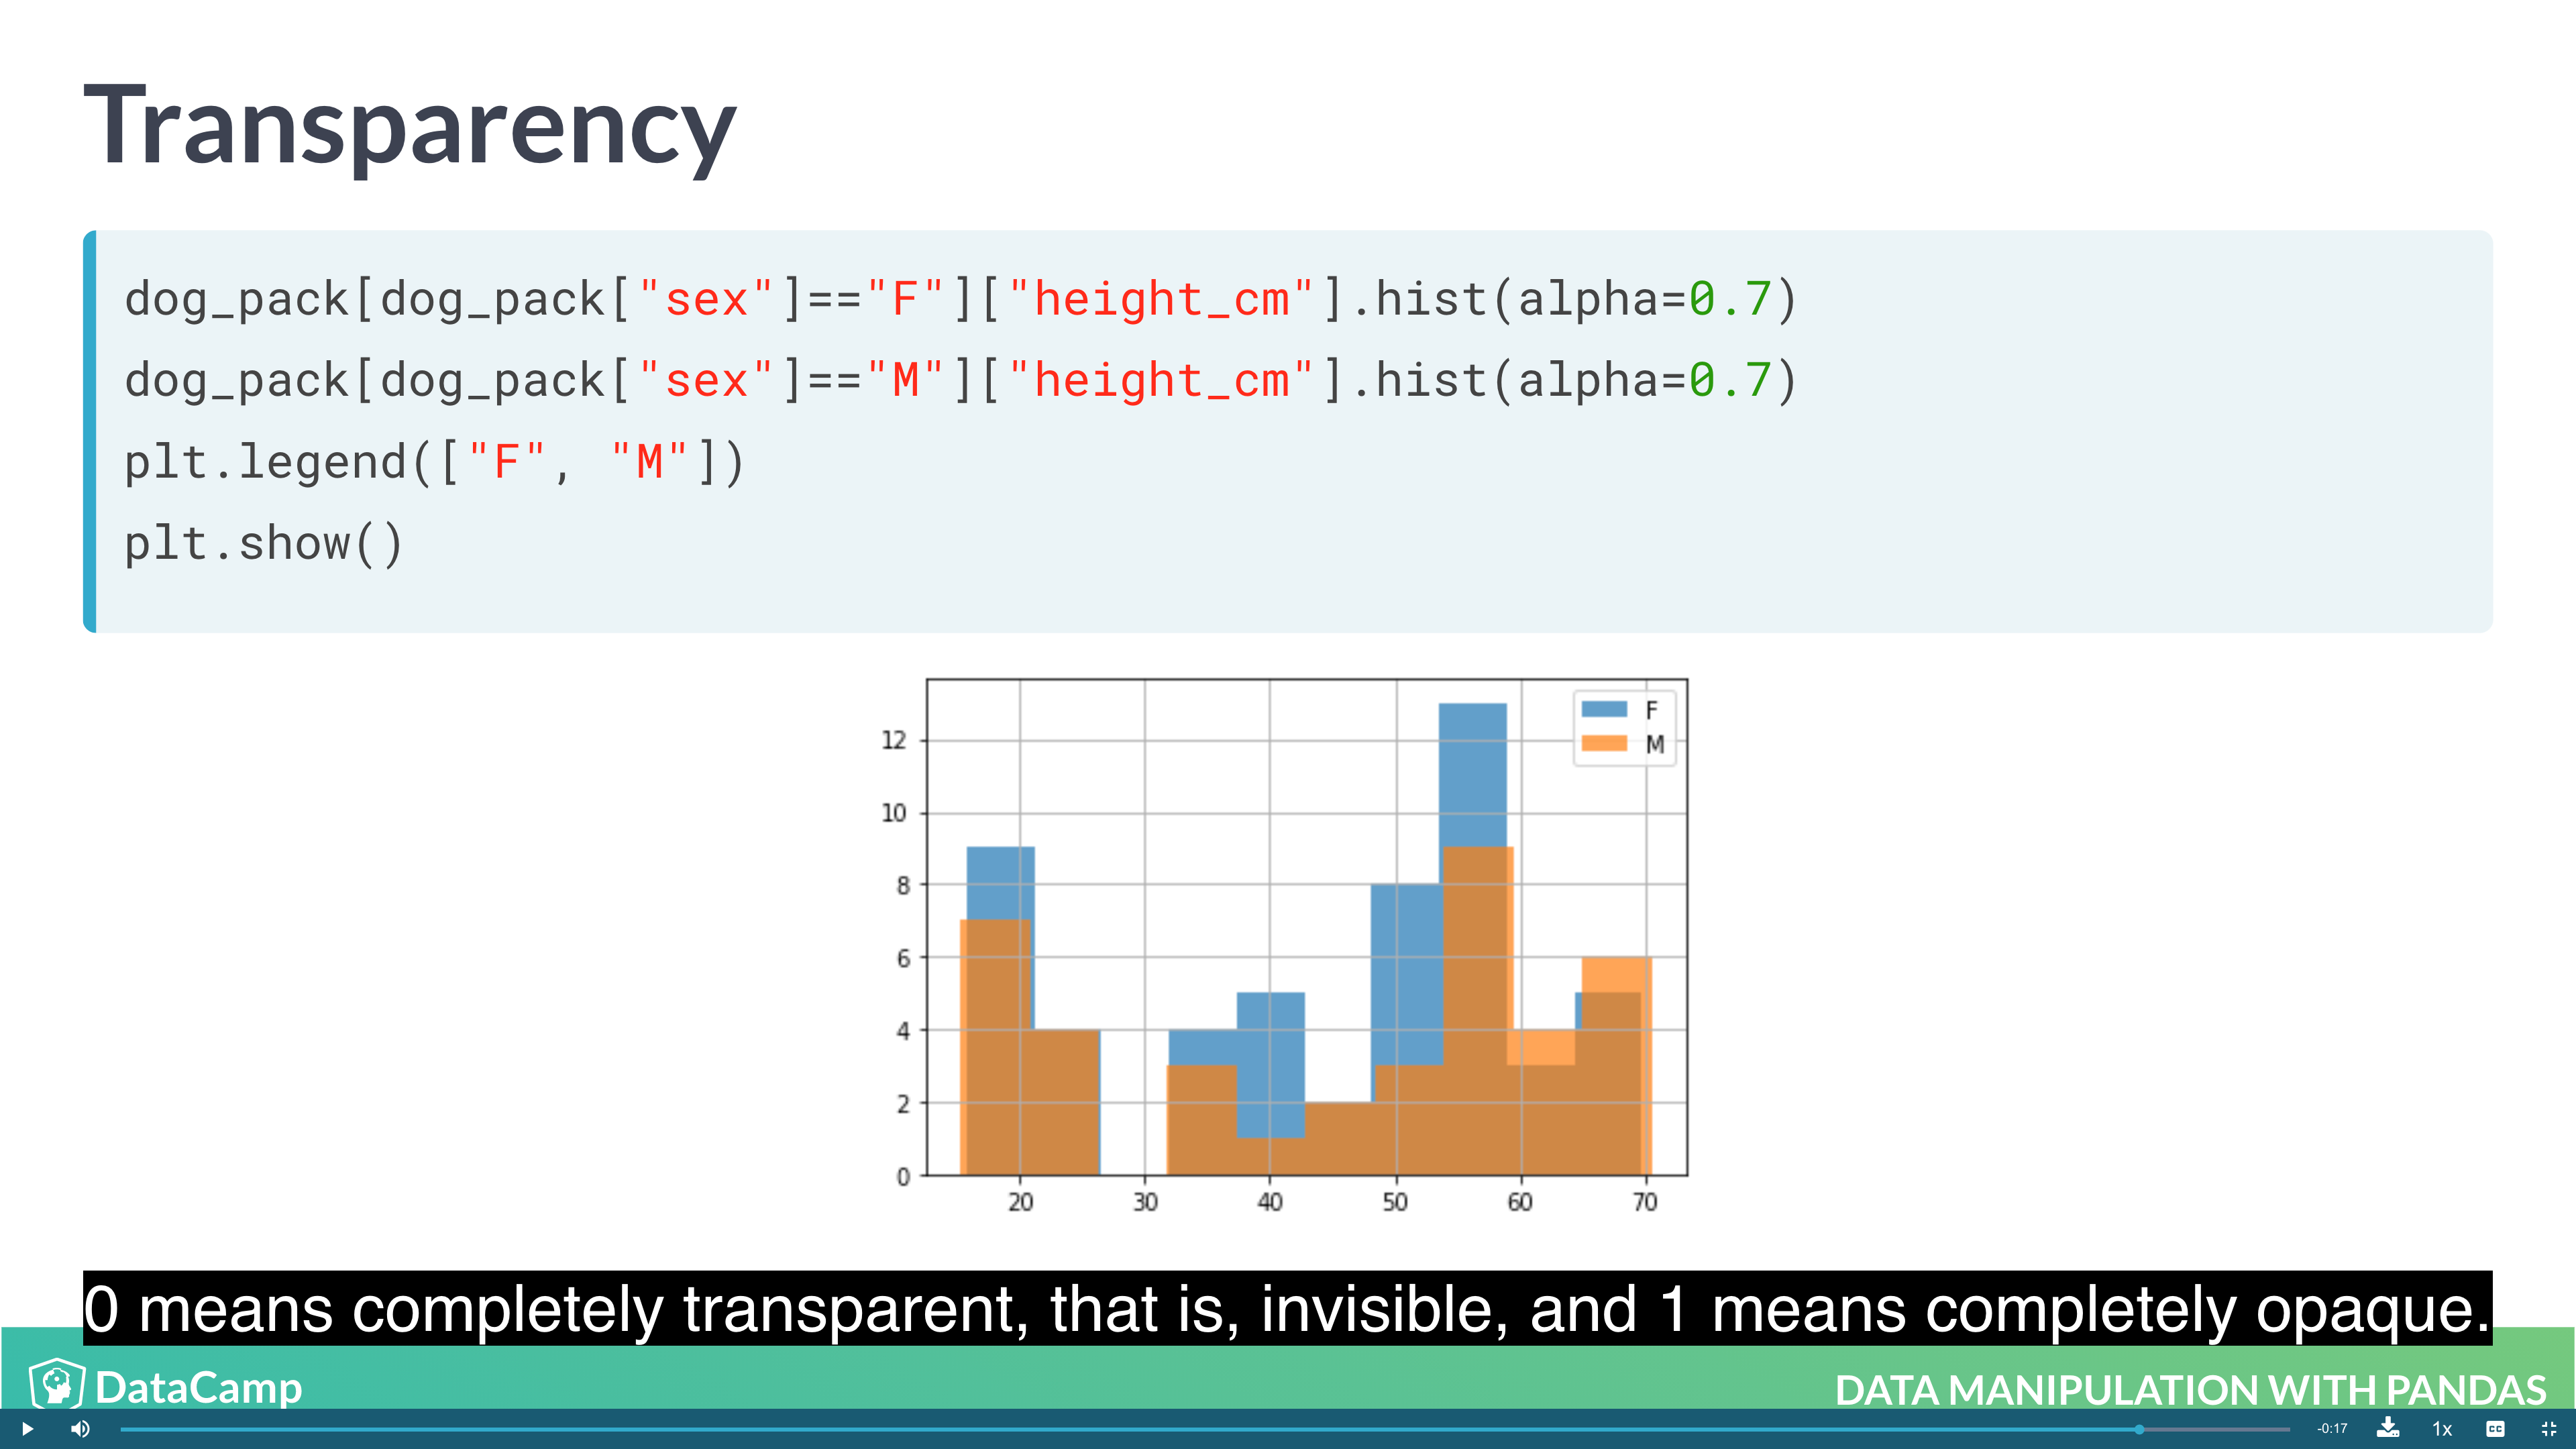 Transparency
dog_pack[dog_pack["sex"]=="F"]["height_cm"].hist(alpha=0.7)
dog_pack[dog_pack["sex"]=="M"]["height_cm"].hist(alpha=0.7)
plt.legend(["F", "M"])
plt.show()
F
M
12
10
8
6
4
2
0
20 30 40 50 60 70
0 means completely transparent, that is, invisible, and 1 means completely opaque.
DataCamp
DATA MANIPULATION WITH PANDAS
-0:17 1x CC